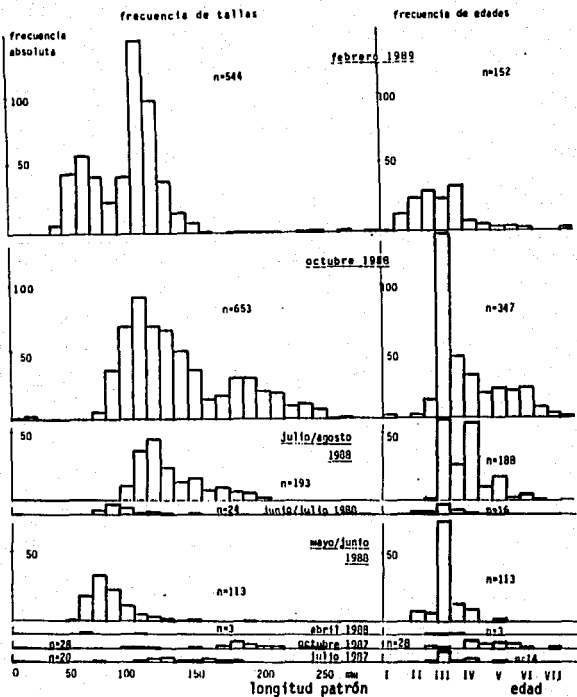 frecuencia de tallas frecuencia de edades
frecuencia absoluta
febrero 1989
n=544 n=152
100 100
50 50
octubre 1988
100 100
n=653 n=347
50 50
50 julio/agosto 1988 50
n=193 n=188
n=24 junio/julio 1988 n=16
mayo/junio 1988
50 50
n=113 n=113
n=3 abril 1988 n=3
n=28 octubre 1987 n=28
n=20 julio 1987 n=14
0 50 100 150 200 250 mm I II III IV V VI VII
longitud patrón edad